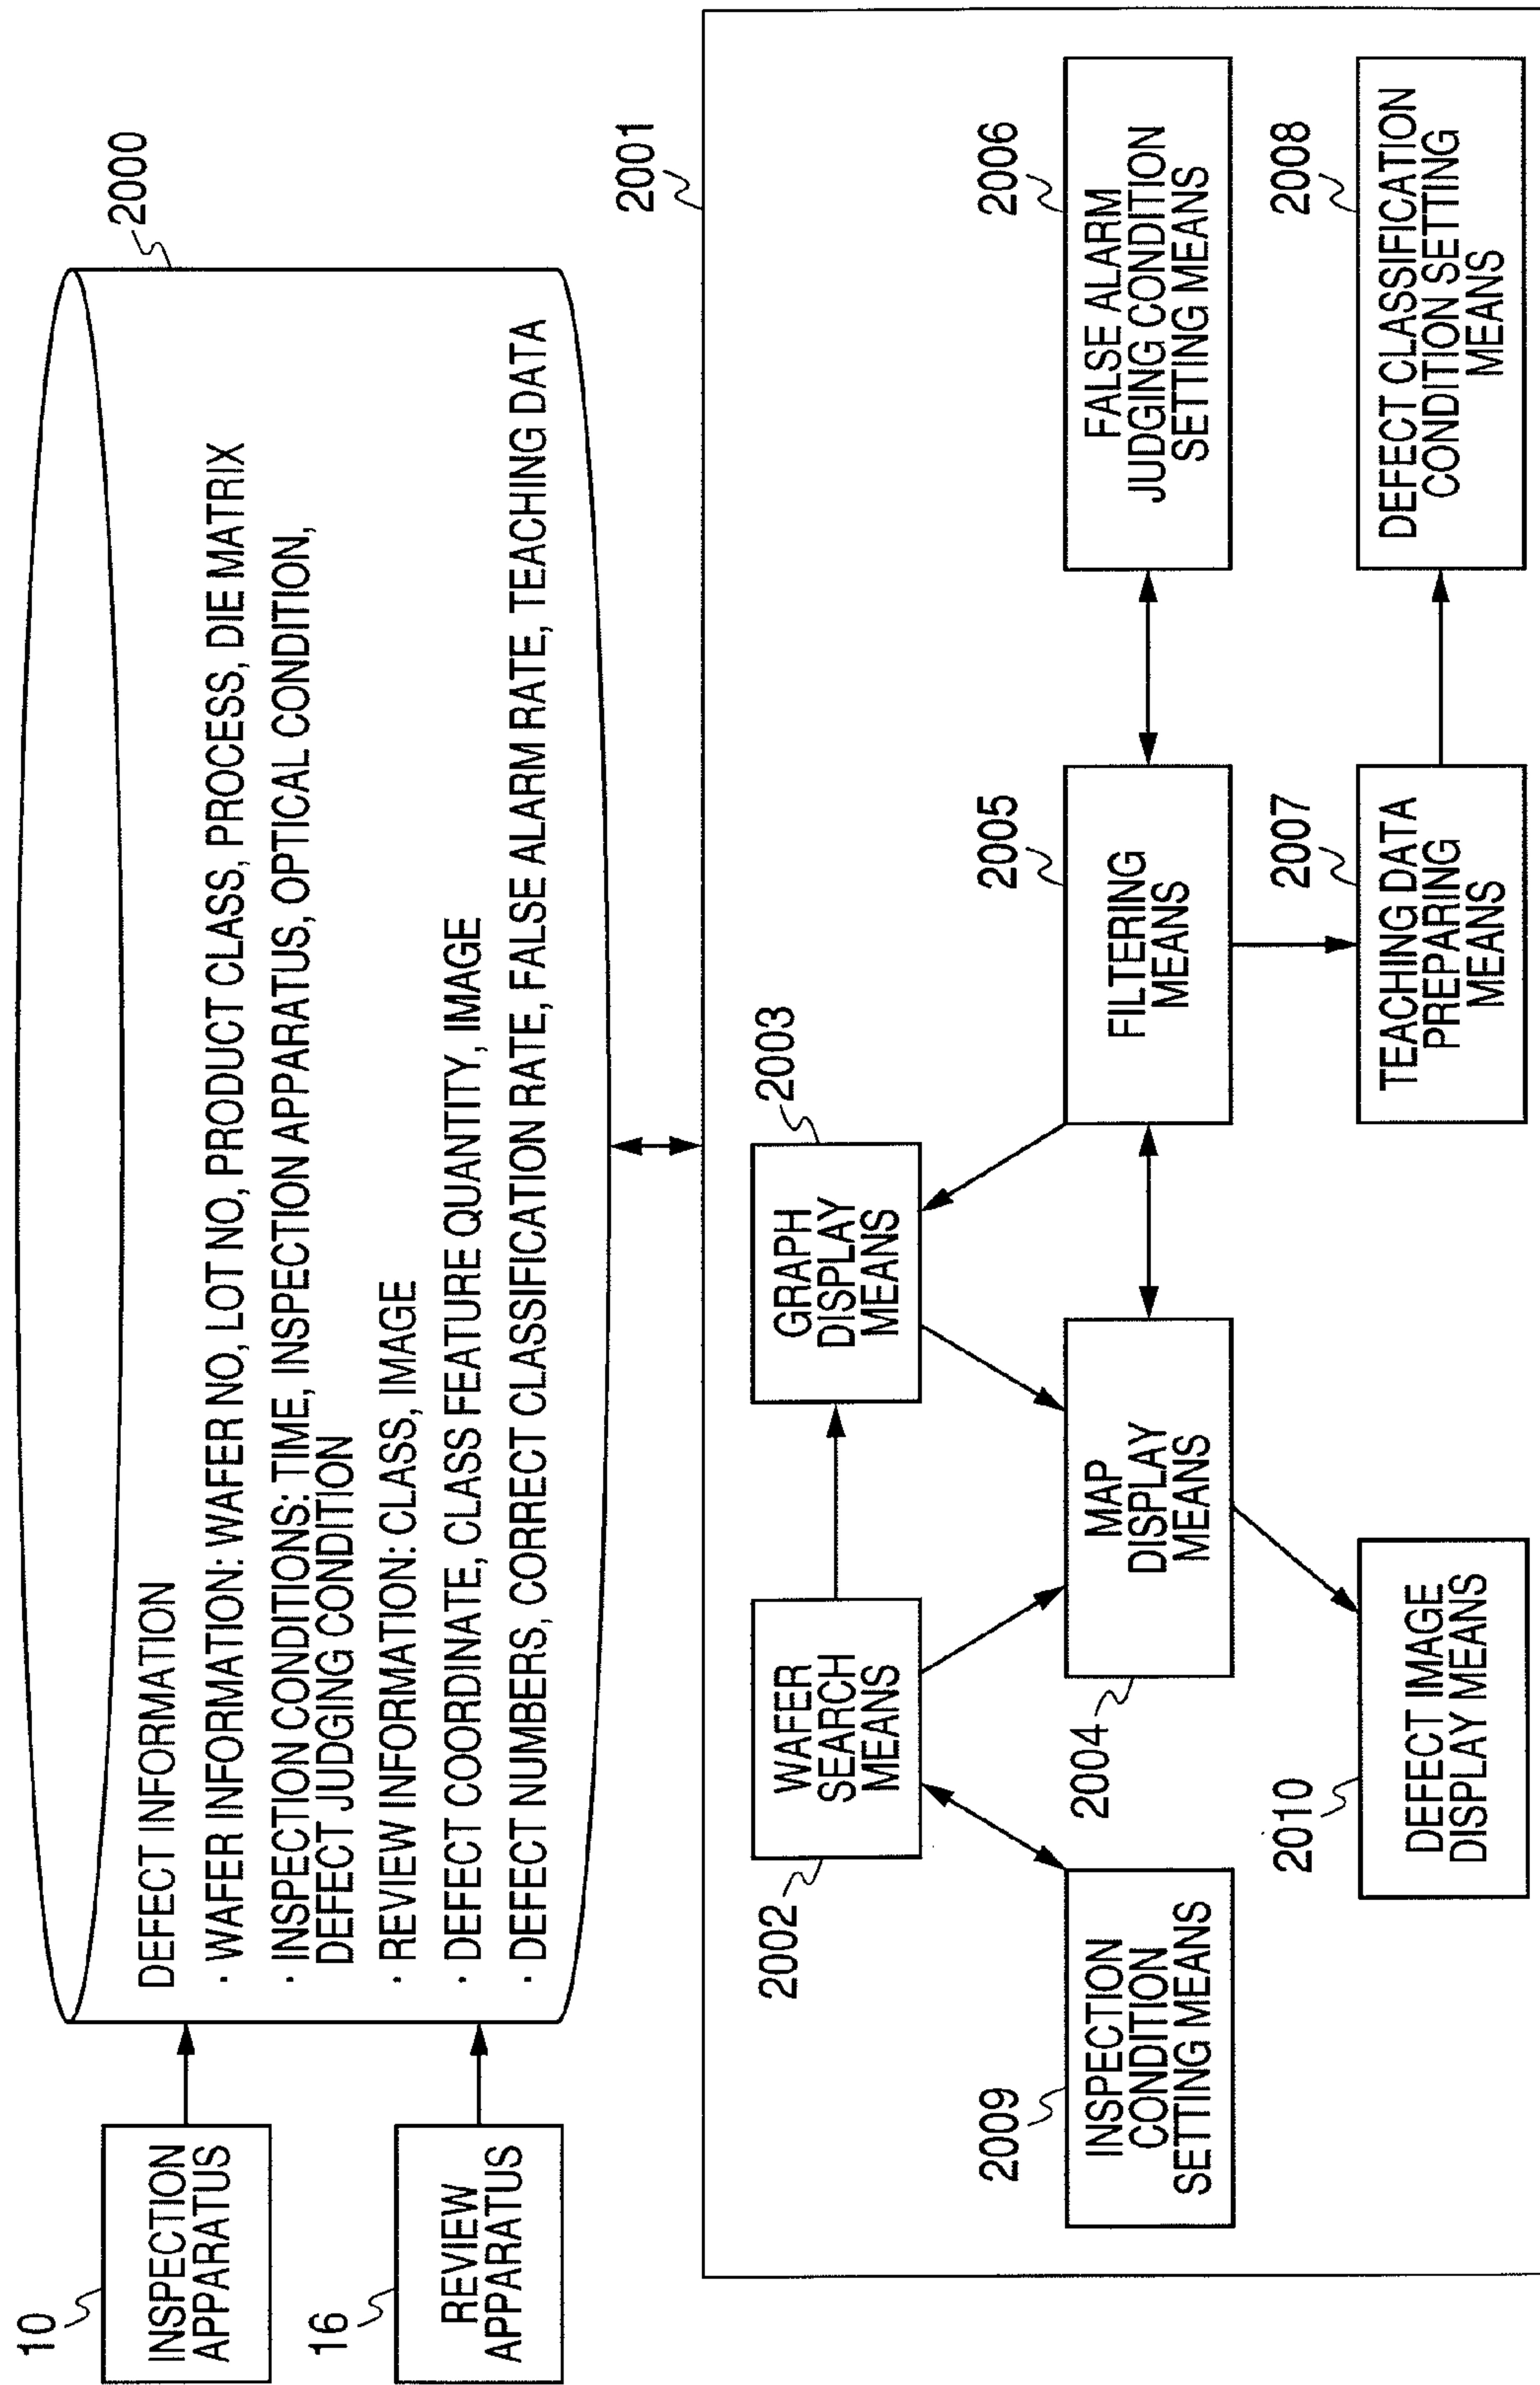 10
INSPECTION
APPARATUS
16
REVIEW
APPARATUS
2000
DEFECT INFORMATION
· WAFER INFORMATION: WAFER NO, LOT NO, PRODUCT CLASS, PROCESS, DIE MATRIX
· INSPECTION CONDITIONS: TIME, INSPECTION APPARATUS, OPTICAL CONDITION,
DEFECT JUDGING CONDITION
· REVIEW INFORMATION: CLASS, IMAGE
· DEFECT COORDINATE, CLASS FEATURE QUANTITY, IMAGE
· DEFECT NUMBERS, CORRECT CLASSIFICATION RATE, FALSE ALARM RATE, TEACHING DATA
2001
2002
WAFER
SEARCH
MEANS
2003
GRAPH
DISPLAY
MEANS
2009
INSPECTION
CONDITION
SETTING MEANS
2004
MAP
DISPLAY
MEANS
2005
FILTERING
MEANS
2006
FALSE ALARM
JUDGING CONDITION
SETTING MEANS
2010
DEFECT IMAGE
DISPLAY MEANS
2007
TEACHING DATA
PREPARING
MEANS
2008
DEFECT CLASSIFICATION
CONDITION SETTING
MEANS